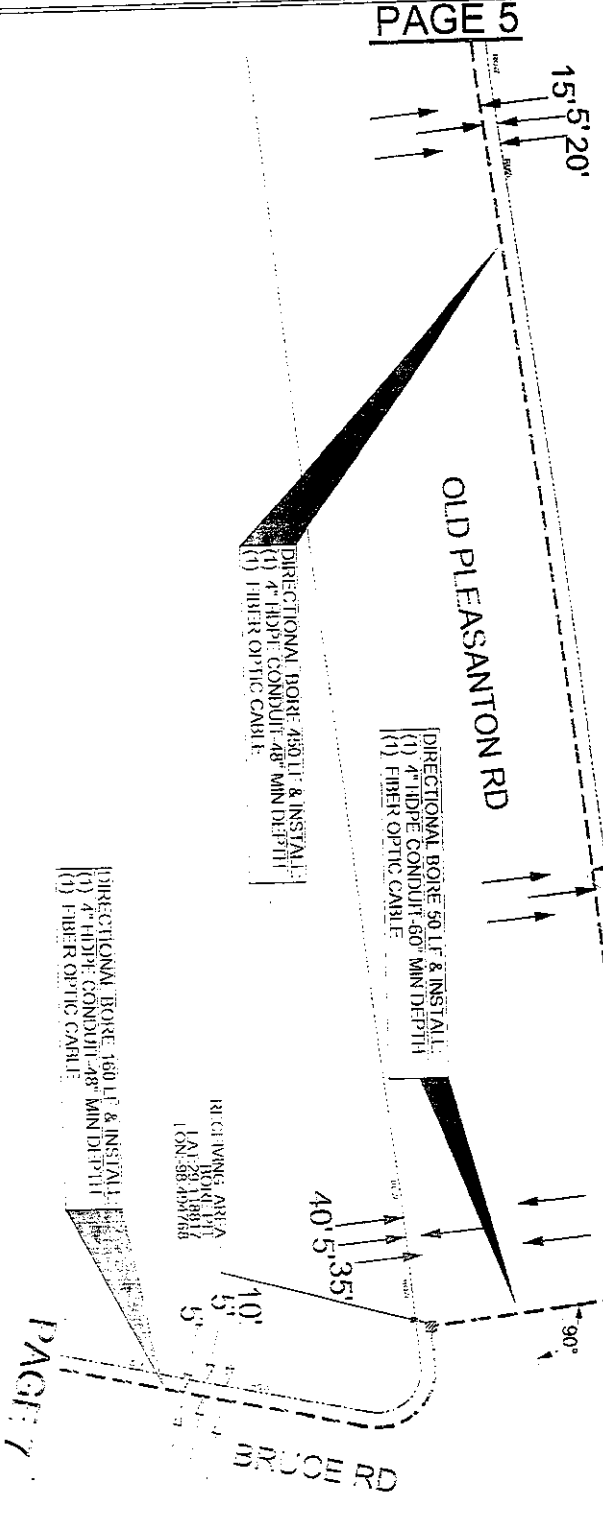 PAGE 5
15' 5' 20'
ROW
OLD PLEASANTON RD
DIRECTIONAL BORE 450 LF & INSTALL:
(1) 4" HDPE CONDUIT-48" MIN DEPTH
(1) FIBER OPTIC CABLE
DIRECTIONAL BORE 50 LF & INSTALL:
(1) 4" HDPE CONDUIT-60" MIN DEPTH
(1) FIBER OPTIC CABLE
DIRECTIONAL BORE 160 LF & INSTALL:
(1) 4" HDPE CONDUIT-48" MIN DEPTH
(1) FIBER OPTIC CABLE
RECEIVING AREA
BORE PIT
40' 5' 35'
90°
10'
5'
5'
BRUCE RD
PAGE 7